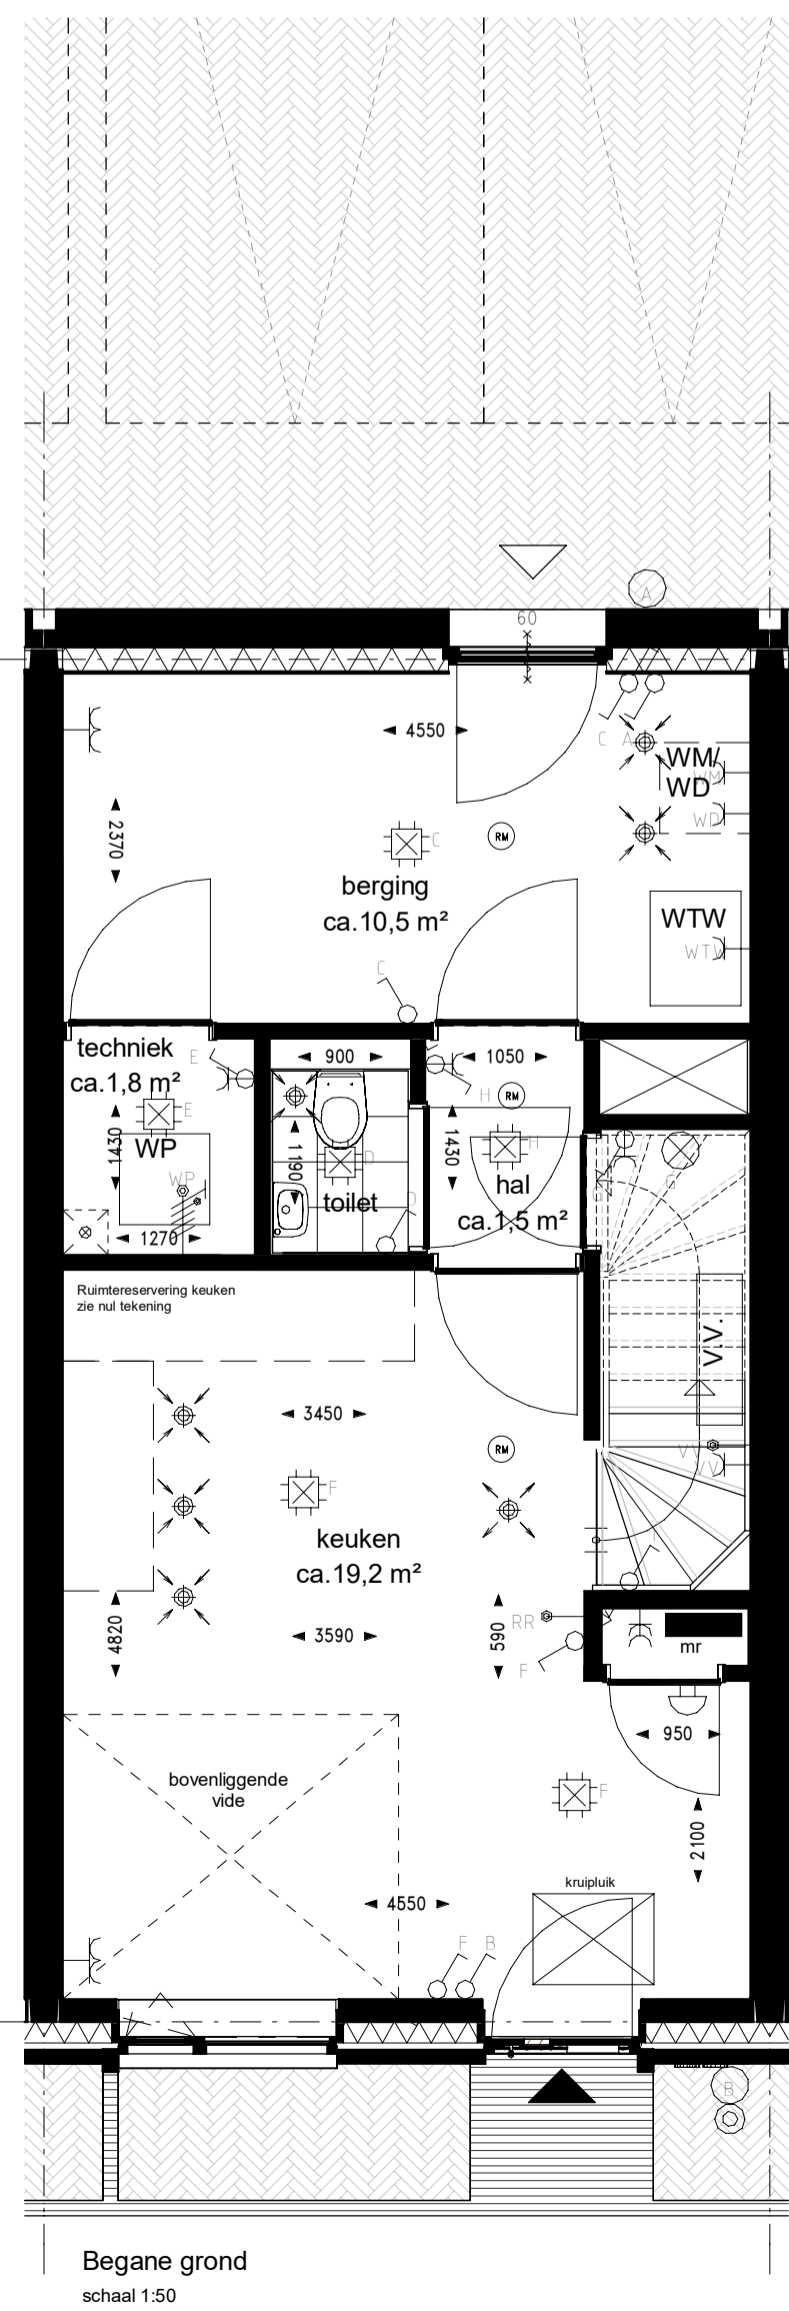 A
60
4550
C A
WM/
WD
WM
WD
2370
C
RM
berging
ca.10,5 m²
WTW
WTW
C
techniek
ca.1,8 m²
E
900
1050
H
RM
E
1430
WP
WP
1270
1190
D
toilet
D
1430
H
hal
ca.1,5 m²
G
G
Ruimtereservering keuken
zie nul tekening
V.V.
3450
RM
VV
VV
F
keuken
ca.19,2 m²
4820
3590
590
RR
F
mr
950
bovenliggende
vide
F
2100
kruipluik
4550
F B
B
Begane grond
schaal 1:50